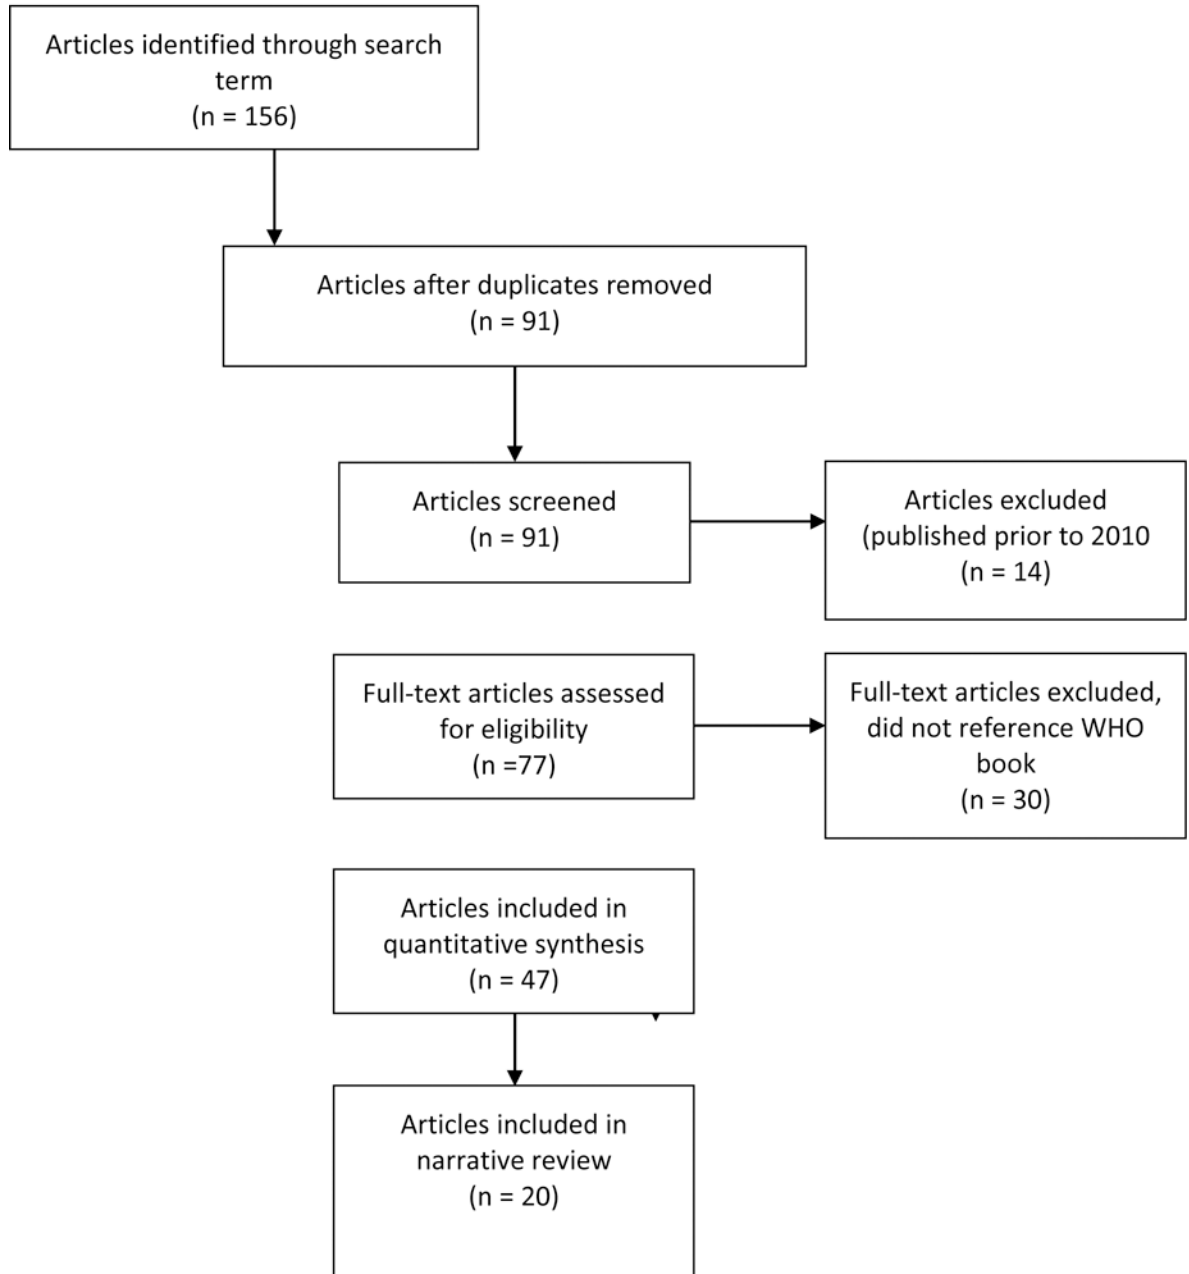 Articles identified through search
term
(n = 156)
Articles after duplicates removed
(n = 91)
Articles screened
(n = 91)
Articles excluded
(published prior to 2010
(n = 14)
Full-text articles assessed
for eligibility
(n =77)
Full-text articles excluded,
did not reference WHO
book
(n = 30)
Articles included in
quantitative synthesis
(n = 47)
Articles included in
narrative review
(n = 20)